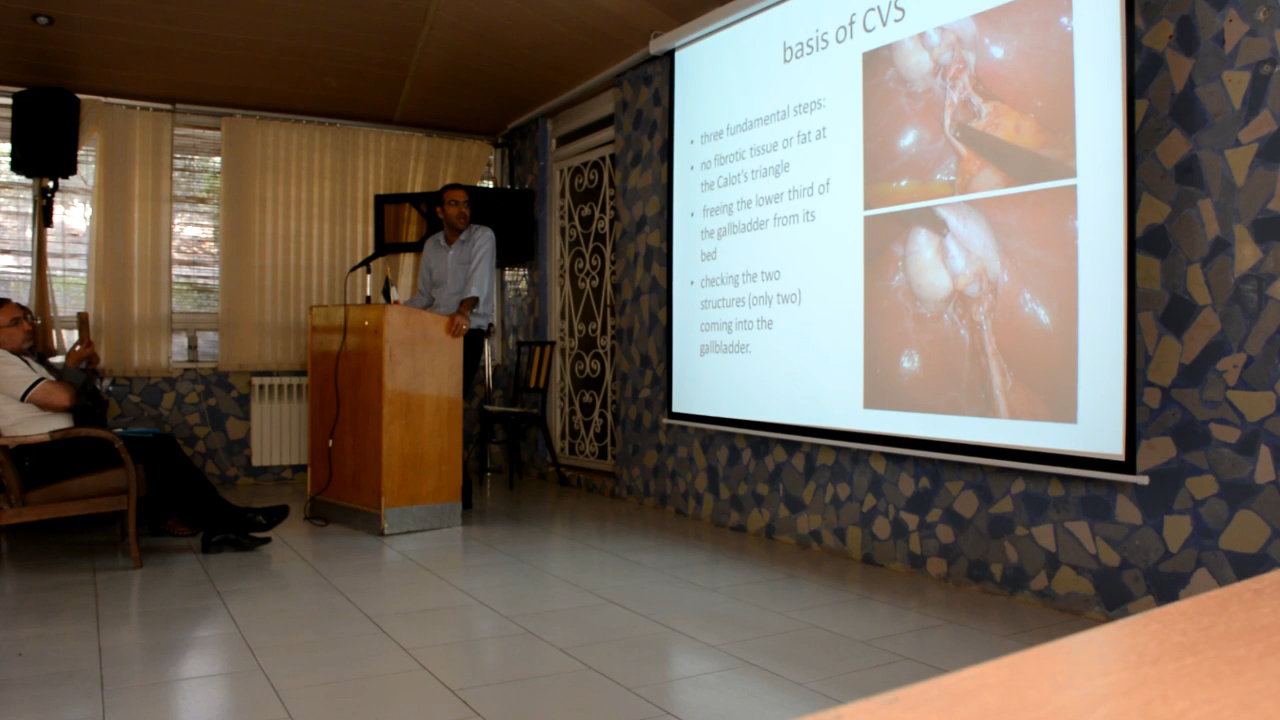 basis of CVS
• three fundamental steps:
• no fibrotic tissue or fat at
the Calot's triangle
• freeing the lower third of
the gallbladder from its
bed
• checking the two
structures (only two)
coming into the
gallbladder.